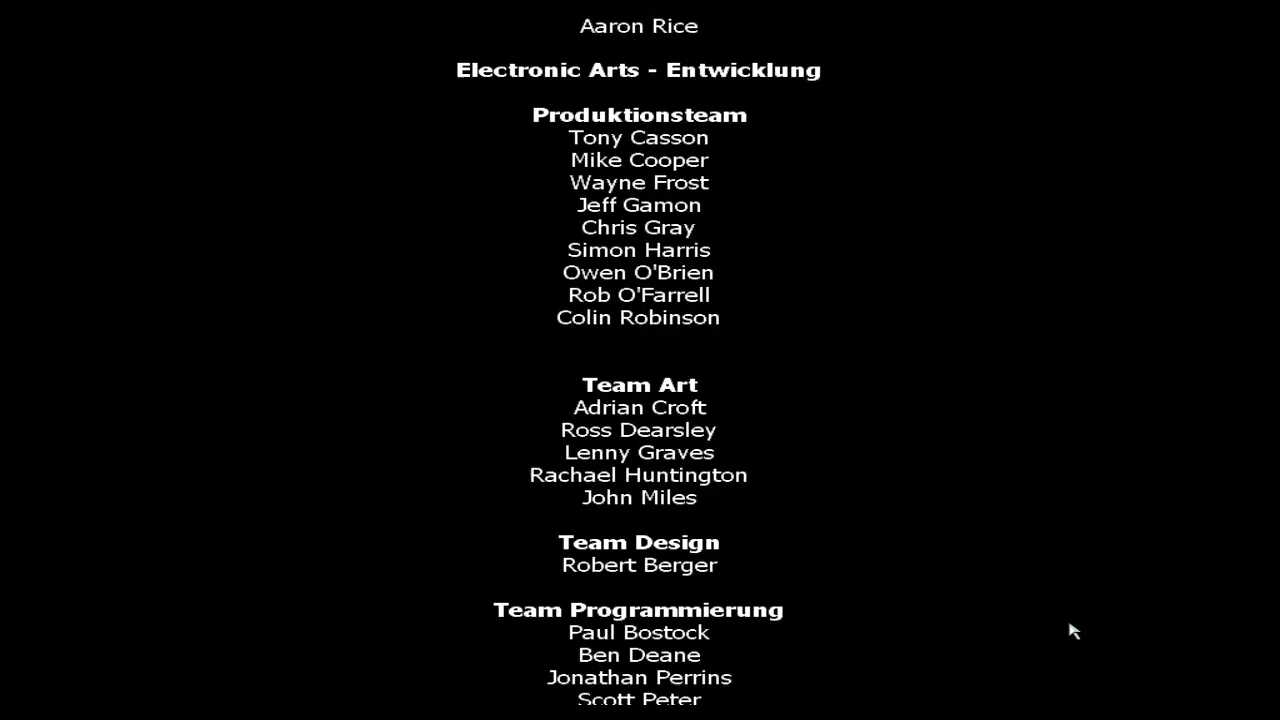 Aaron Rice
Electronic Arts - Entwicklung
Produktionsteam
Tony Casson
Mike Cooper
Wayne Frost
Jeff Gamon
Chris Gray
Simon Harris
Owen O'Brien
Rob O'Farrell
Colin Robinson
Team Art
Adrian Croft
Ross Dearsley
Lenny Graves
Rachael Huntington
John Miles
Team Design
Robert Berger
Team Programmierung
Paul Bostock
Ben Deane
Jonathan Perrins
Scott Peter